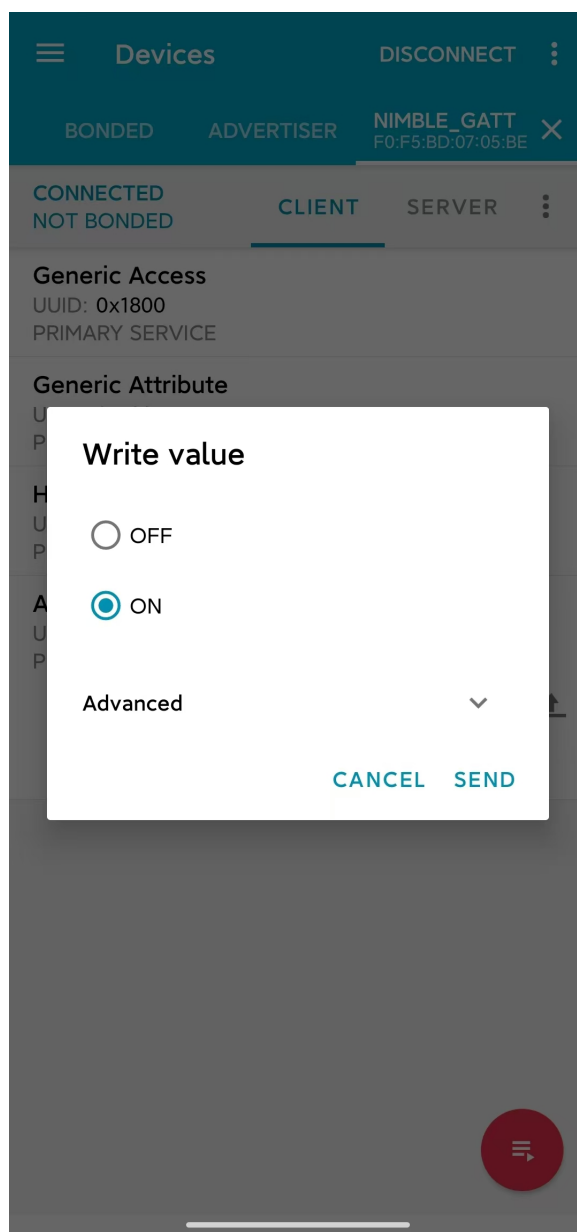 Devices
DISCONNECT
BONDED
ADVERTISER
NIMBLE_GATT
F0:F5:BD:07:05:BE
CONNECTED
NOT BONDED
CLIENT
SERVER
Generic Access
UUID: 0x1800
PRIMARY SERVICE
Generic Attribute
U
P
H
U
P
A
U
P
Write value
OFF
ON
Advanced
CANCEL
SEND